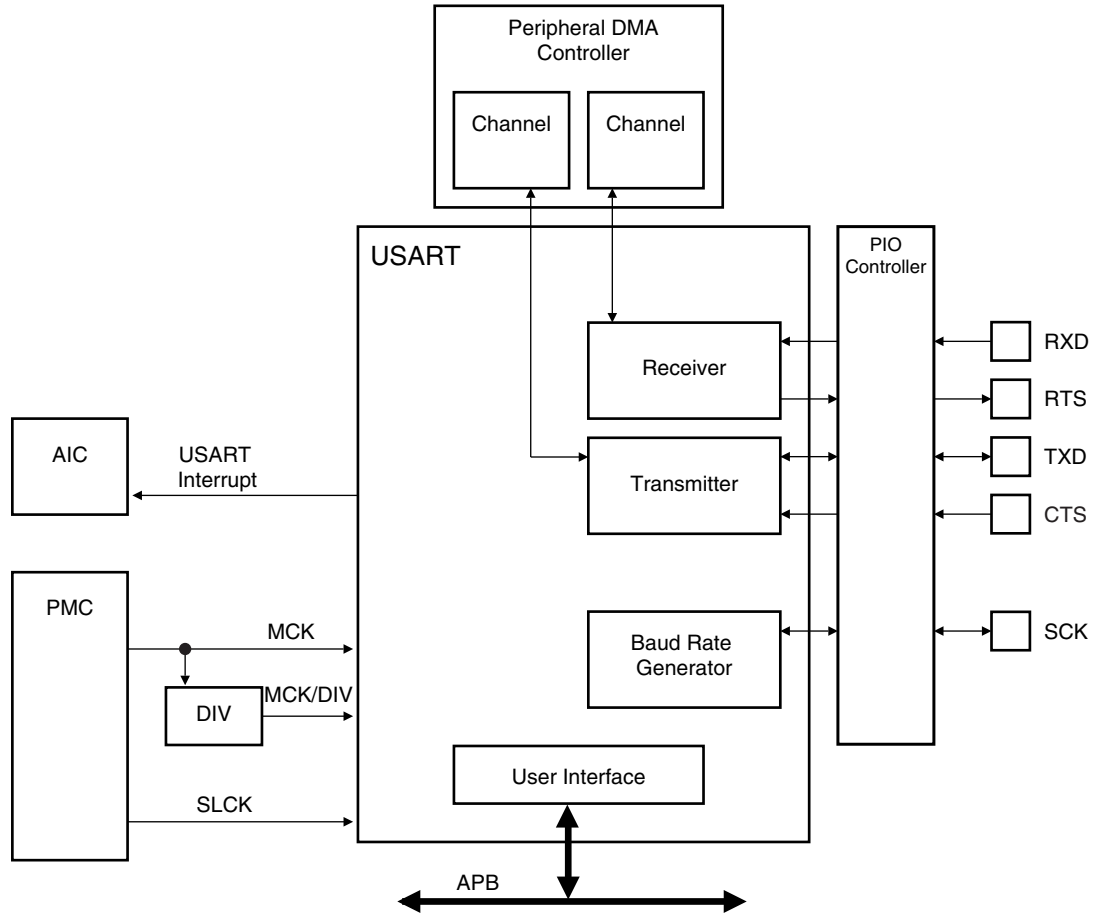 Peripheral DMA
Controller
Channel
Channel
USART
PIO
Controller
Receiver
RXD
RTS
AIC
USART
Interrupt
Transmitter
TXD
CTS
PMC
MCK
Baud Rate
Generator
SCK
DIV
MCK/DIV
User Interface
SLCK
APB